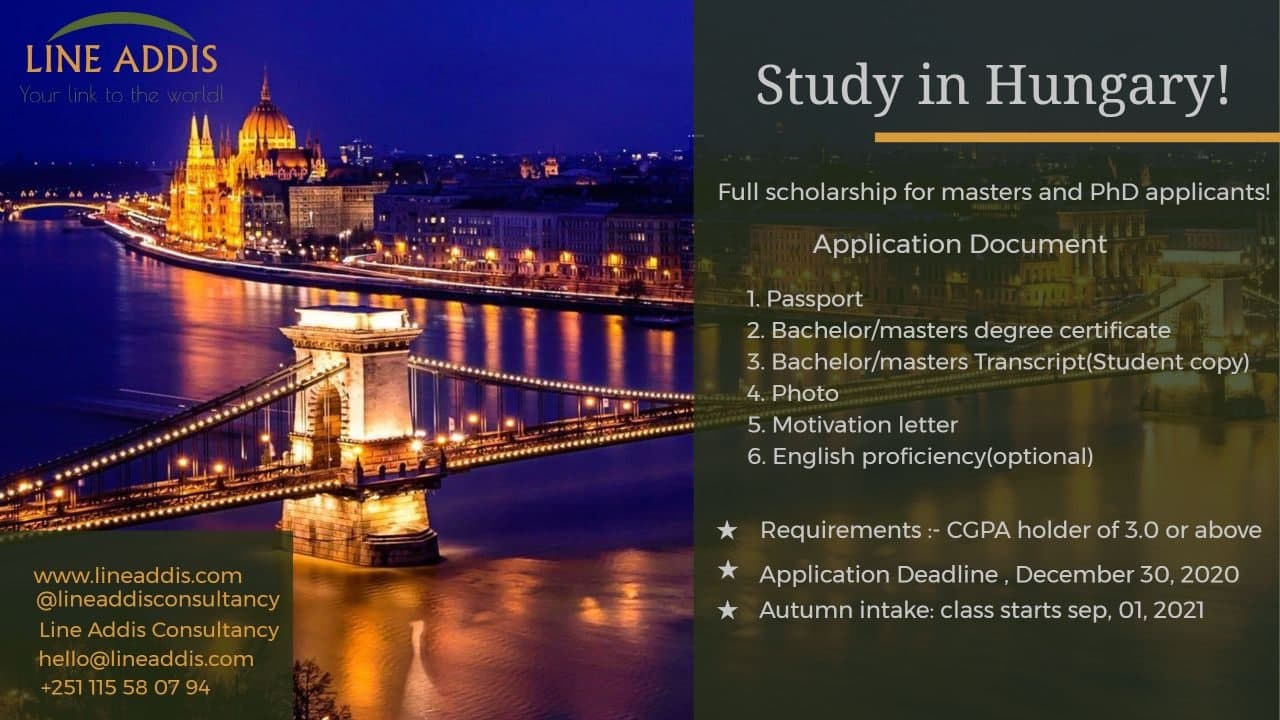 LINE ADDIS
Your link to the world!
Study in Hungary!
Full scholarship for masters and PhD applicants!
Application Document
1. Passport
2. Bachelor/masters degree certificate
3. Bachelor/masters Transcript(Student copy)
4. Photo
5. Motivation letter
6. English proficiency(optional)
★ Requirements :- CGPA holder of 3.0 or above
★ Application Deadline , December 30, 2020
★ Autumn intake: class starts sep, 01, 2021
www.lineaddis.com
@lineaddisconsultancy
Line Addis Consultancy
hello@lineaddis.com
+251 115 58 07 94